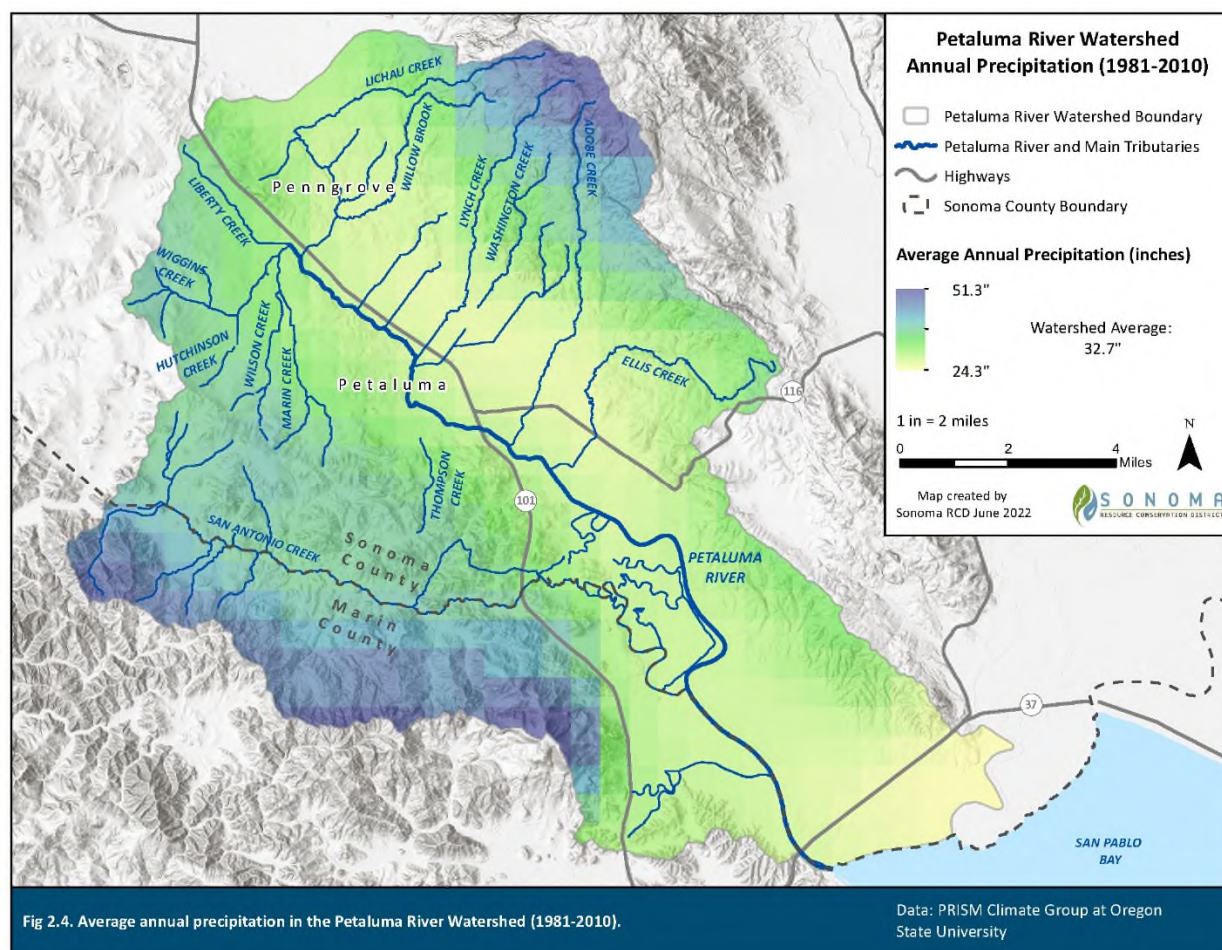 Petaluma River Watershed
Annual Precipitation (1981-2010)
Petaluma River Watershed Boundary
Petaluma River and Main Tributaries
Highways
Sonoma County Boundary
Average Annual Precipitation (inches)
51.3"
24.3"
Watershed Average:
32.7"
1 in = 2 miles
0 2 4
Miles
N
Map created by
Sonoma RCD June 2022
SONOMA
RESOURCE CONSERVATION DISTRICT
LICHAU CREEK
WILLOW BROOK
Penngrove
LIBERTY CREEK
LYNCH CREEK
WASHINGTON CREEK
ADOBE CREEK
WIGGINS
CREEK
HUTCHINSON
CREEK
WILSON CREEK
MARIN CREEK
Petaluma
ELLIS CREEK
116
THOMPSON
CREEK
101
SAN ANTONIO CREEK
Sonoma
County
Marin
County
PETALUMA
RIVER
37
SAN PABLO
BAY
Fig 2.4. Average annual precipitation in the Petaluma River Watershed (1981-2010).
Data: PRISM Climate Group at Oregon
State University